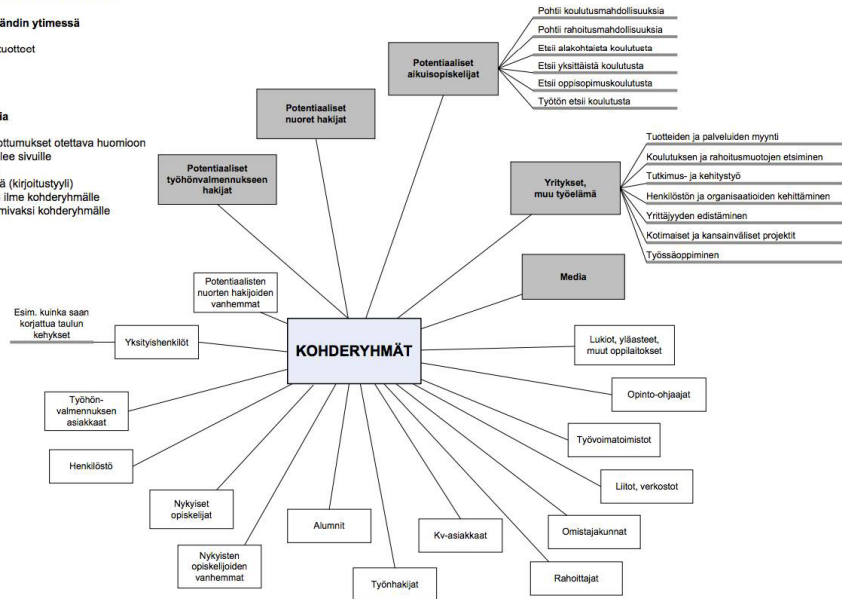 ändin ytimessä
tuotteet
ia
ottumukset otettava huomioon
lee sivuille
ä (kirjoitustyyli)
ilme kohderyhmälle
mivaksi kohderyhmälle
Pohtii koulutusmahdollisuuksia
Pohtii rahoitusmahdollisuuksia
Etsii alakohtaista koulutusta
Etsii yksittäistä koulutusta
Etsii oppisopimuskoulutusta
Työtön etsii koulutusta
Potentiaaliset
aikuisopiskelijat
Potentiaaliset
nuoret hakijat
Potentiaaliset
työhönvalmennukseen
hakijat
Yritykset,
muu työelämä
Tuotteiden ja palveluiden myynti
Koulutuksen ja rahoitusmuotojen etsiminen
Tutkimus- ja kehitystyö
Henkilöstön ja organisaatioiden kehittäminen
Yrittäjyyden edistäminen
Kotimaiset ja kansainväliset projektit
Työssäoppiminen
Media
Potentiaalisten
nuorten hakijoiden
vanhemmat
Esim. kuinka saan
korjattua taulun
kehykset
Yksityishenkilöt
KOHDERYHMÄT
Lukiot, yläasteet,
muut oppilaitokset
Opinto-ohjaajat
Työhön-
valmennuksen
asiakkaat
Työvoimatoimistot
Henkilöstö
Liitot, verkostot
Nykyiset
opiskelijat
Alumnit
Kv-asiakkaat
Omistajakunnat
Nykyisten
opiskelijoiden
vanhemmat
Työnhakijat
Rahoittajat